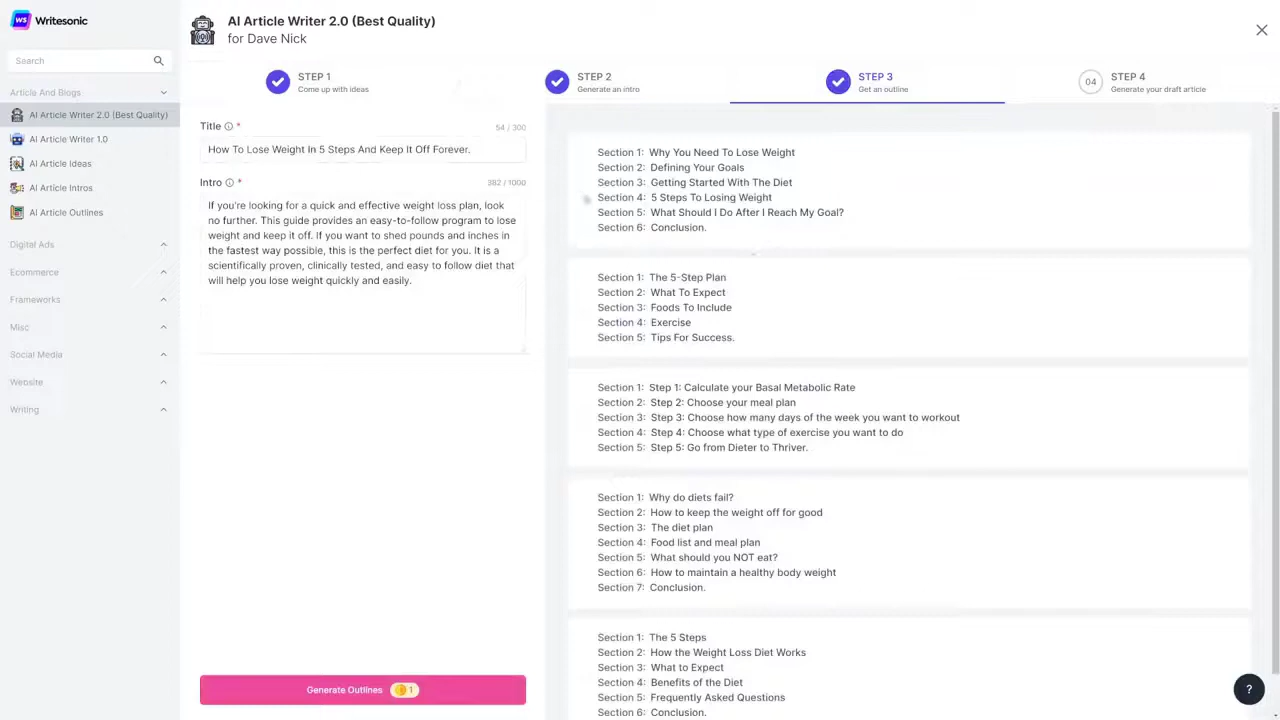 Writesonic
Search
Article And Blogs
AI Article Writer 2.0 (Best Quality)
AI Article Writer 1.0
AI Article Ideas
AI Article Intros
AI Article Outlines
Digital Ads
Ecommerce
Frameworks
Misc
Social Media
Website
Writing
AI Article Writer 2.0 (Best Quality)
for Dave Nick
STEP 1
Come up with ideas
STEP 2
Generate an intro
STEP 3
Get an outline
04
STEP 4
Generate your draft article
Title *
54 / 300
How To Lose Weight In 5 Steps And Keep It Off Forever.
Intro *
382 / 1000
If you're looking for a quick and effective weight loss plan, look
no further. This guide provides an easy-to-follow program to lose
weight and keep it off. If you want to shed pounds and inches in
the fastest way possible, this is the perfect diet for you. It is a
scientifically proven, clinically tested, and easy to follow diet that
will help you lose weight quickly and easily.
Generate Outlines 1
Section 1: Why You Need To Lose Weight
Section 2: Defining Your Goals
Section 3: Getting Started With The Diet
Section 4: 5 Steps To Losing Weight
Section 5: What Should I Do After I Reach My Goal?
Section 6: Conclusion.
Section 1: The 5-Step Plan
Section 2: What To Expect
Section 3: Foods To Include
Section 4: Exercise
Section 5: Tips For Success.
Section 1: Step 1: Calculate your Basal Metabolic Rate
Section 2: Step 2: Choose your meal plan
Section 3: Step 3: Choose how many days of the week you want to workout
Section 4: Step 4: Choose what type of exercise you want to do
Section 5: Step 5: Go from Dieter to Thriver.
Section 1: Why do diets fail?
Section 2: How to keep the weight off for good
Section 3: The diet plan
Section 4: Food list and meal plan
Section 5: What should you NOT eat?
Section 6: How to maintain a healthy body weight
Section 7: Conclusion.
Section 1: The 5 Steps
Section 2: How the Weight Loss Diet Works
Section 3: What to Expect
Section 4: Benefits of the Diet
Section 5: Frequently Asked Questions
Section 6: Conclusion.
?